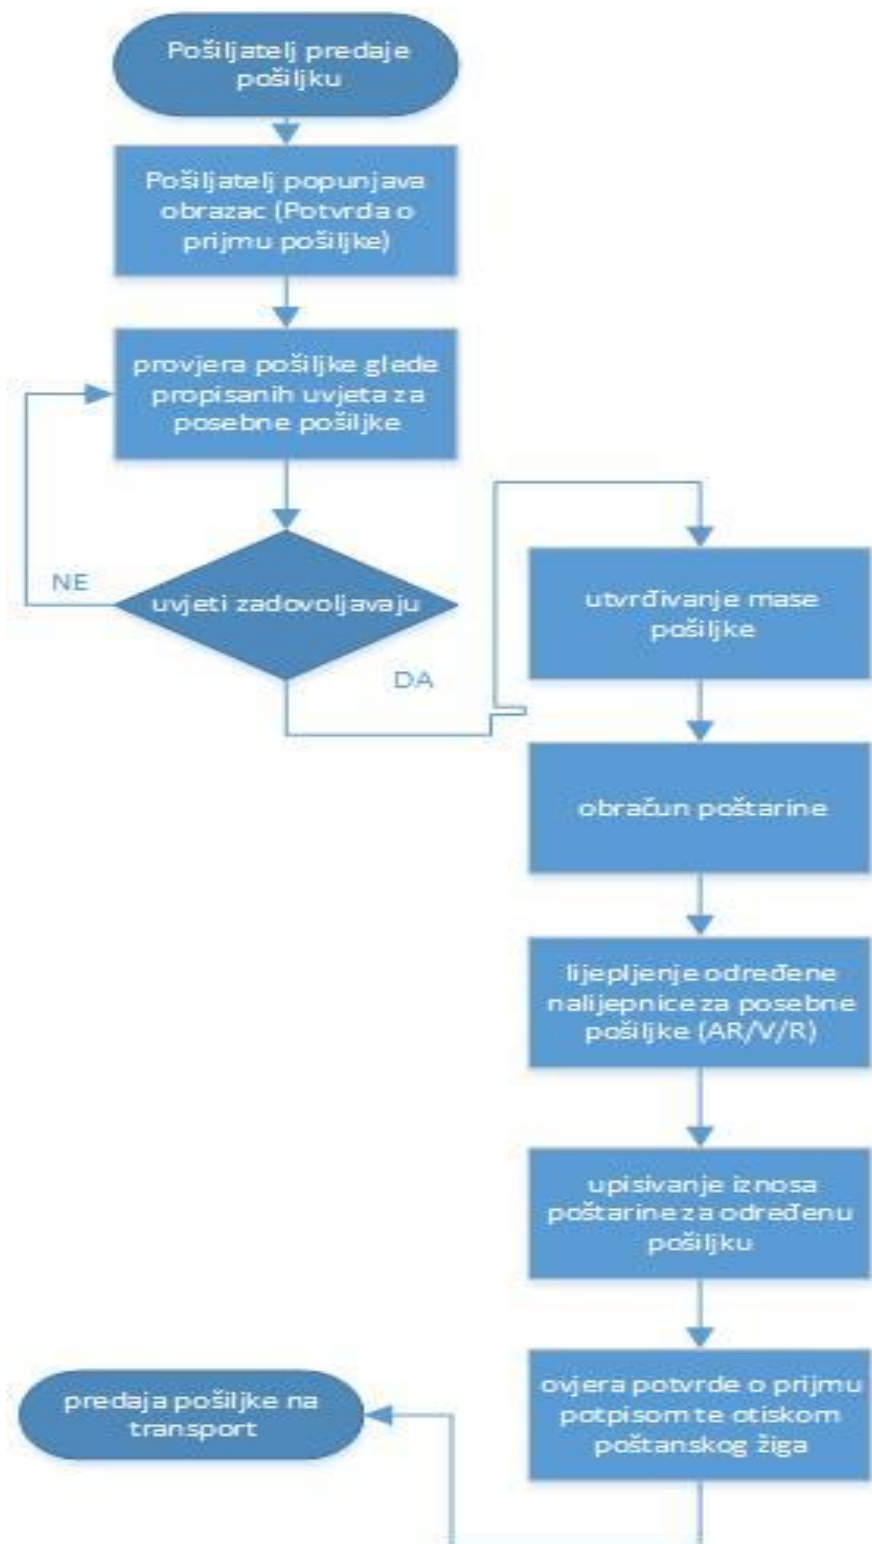 Pošiljatelj predaje
pošiljku
Pošiljatelj popunjava
obrazac (Potvrda o
prijmu pošiljke)
provjera pošiljke glede
propisanih uvjeta za
posebne pošiljke
uvjeti zadovoljavaju
NE
DA
utvrđivanje mase
pošiljke
obračun poštarine
lijepljenje određene
nalijepnice za posebne
pošiljke (AR/V/R)
upisivanje iznosa
poštarine za određenu
pošiljku
ovjera potvrde o prijmu
potpisom te otiskom
poštanskog žiga
predaja pošiljke na
transport